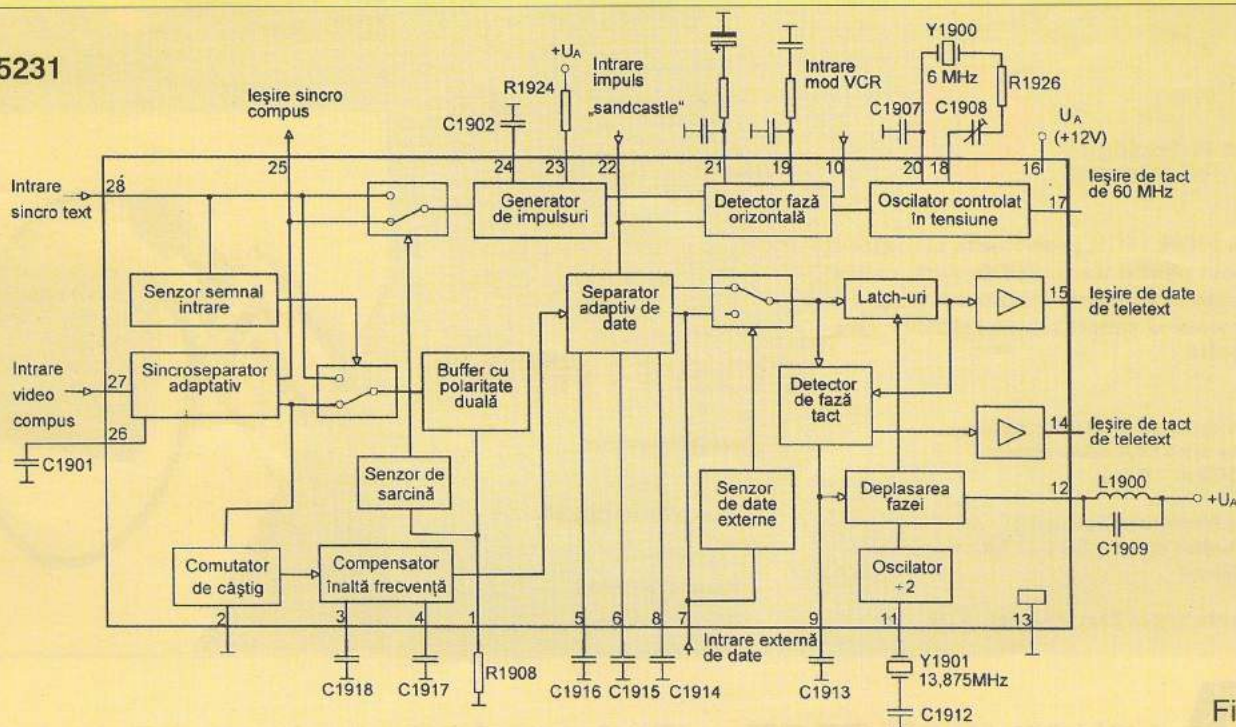 5231
Ieșire sincro
compus
+UA
R1924
C1902
Intrare
impuls
„sandcastle“
+
Intrare
mod VCR
Y1900
6 MHz
R1926
C1907
C1908
UA
(+12V)
25
24
23
22
21
19
10
20
18
16
Intrare
sincro text
28
Generator
de impulsuri
Detector fază
orizontală
Oscilator controlat
în tensiune
Ieșire de tact
de 60 MHz
17
Senzor semnal
intrare
Separator
adaptiv de
date
Latch-uri
15
Ieșire de date
de teletext
Intrare
video
compus
27
Sincroseparator
adaptativ
Buffer cu
polaritate
duală
Detector
de fază
tact
14
Ieșire de tact
de teletext
26
C1901
Senzor de
sarcină
Senzor
de date
externe
Deplasarea
fazei
12
L1900
+UA
C1909
Comutator
de câștig
Compensator
înaltă frecvență
Oscilator
÷2
2
3
4
1
5
6
8
7
9
11
13
Intrare externă
de date
R1908
C1918
C1917
C1916
C1915
C1914
C1913
Y1901
13,875MHz
C1912
Fi